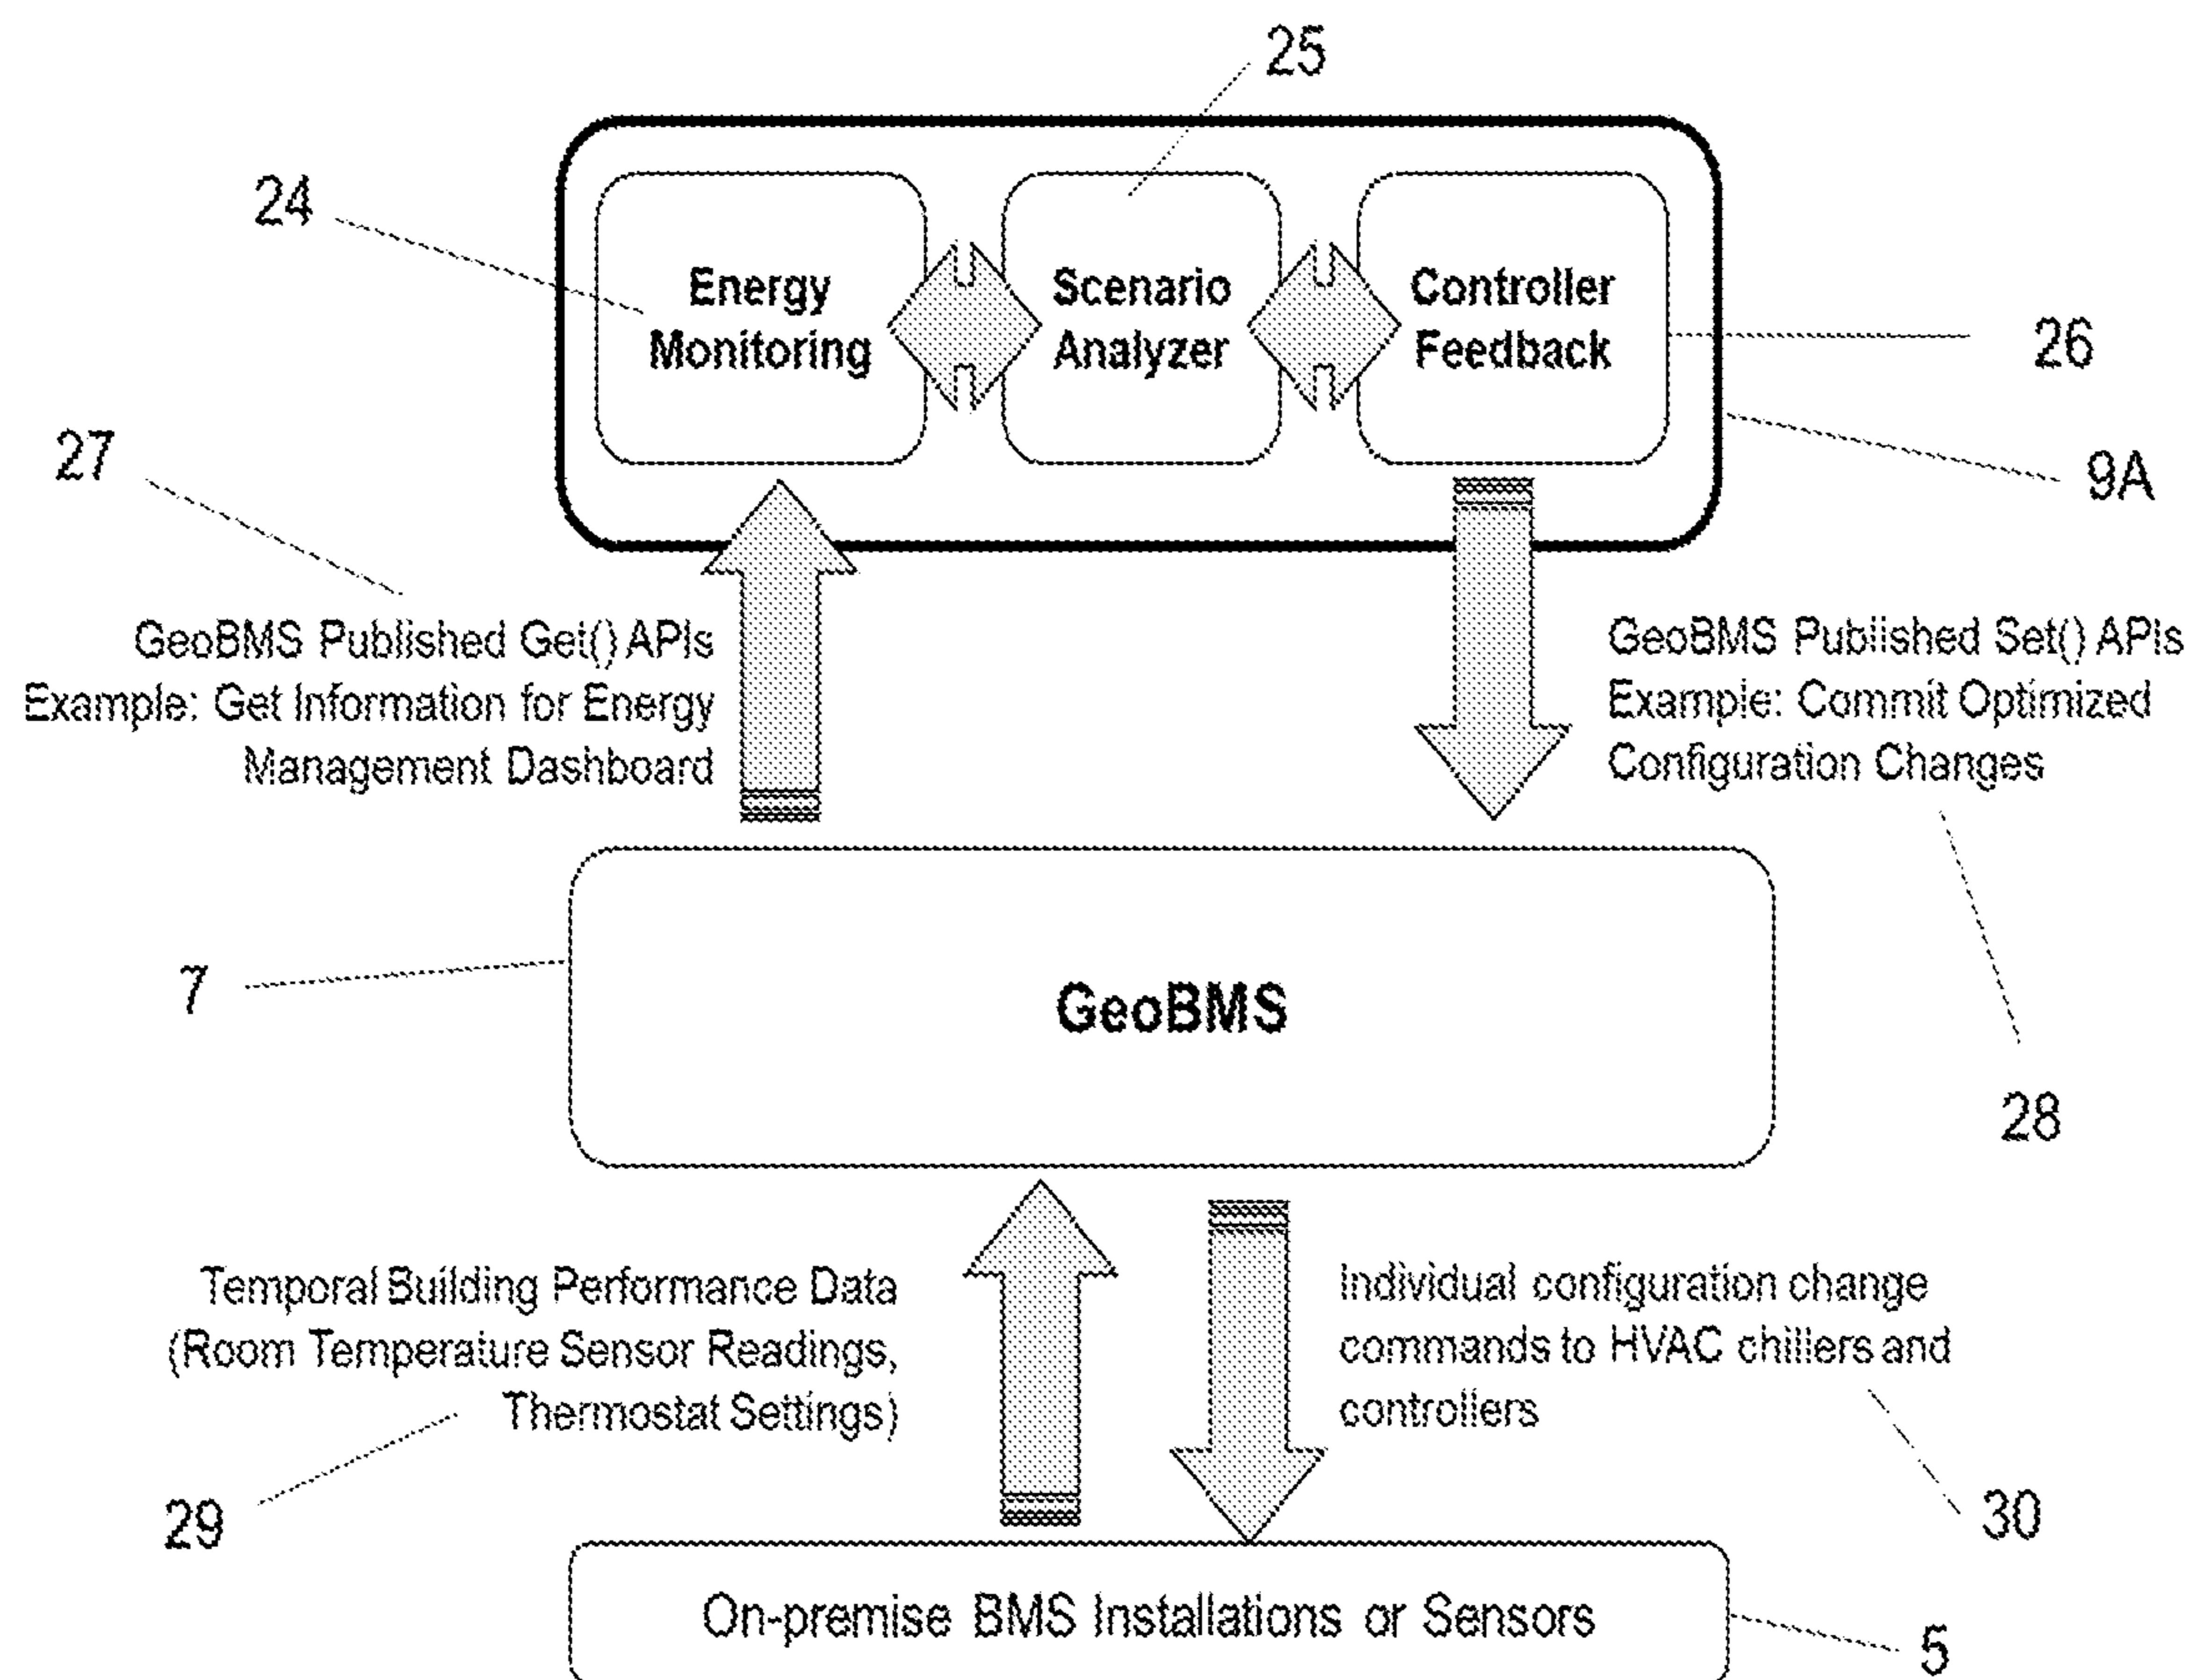 25
24
Energy
Monitoring
Scenario
Analyzer
Controller
Feedback
26
9A
27
GeoBMS Published Get() APIs
Example: Get Information for Energy
Management Dashboard
GeoBMS Published Set() APIs
Example: Commit Optimized
Configuration Changes
7
GeoBMS
28
Temporal Building Performance Data
(Room Temperature Sensor Readings,
Thermostat Settings)
Individual configuration change
commands to HVAC chillers and
controllers
29
30
On-premise BMS Installations or Sensors
5